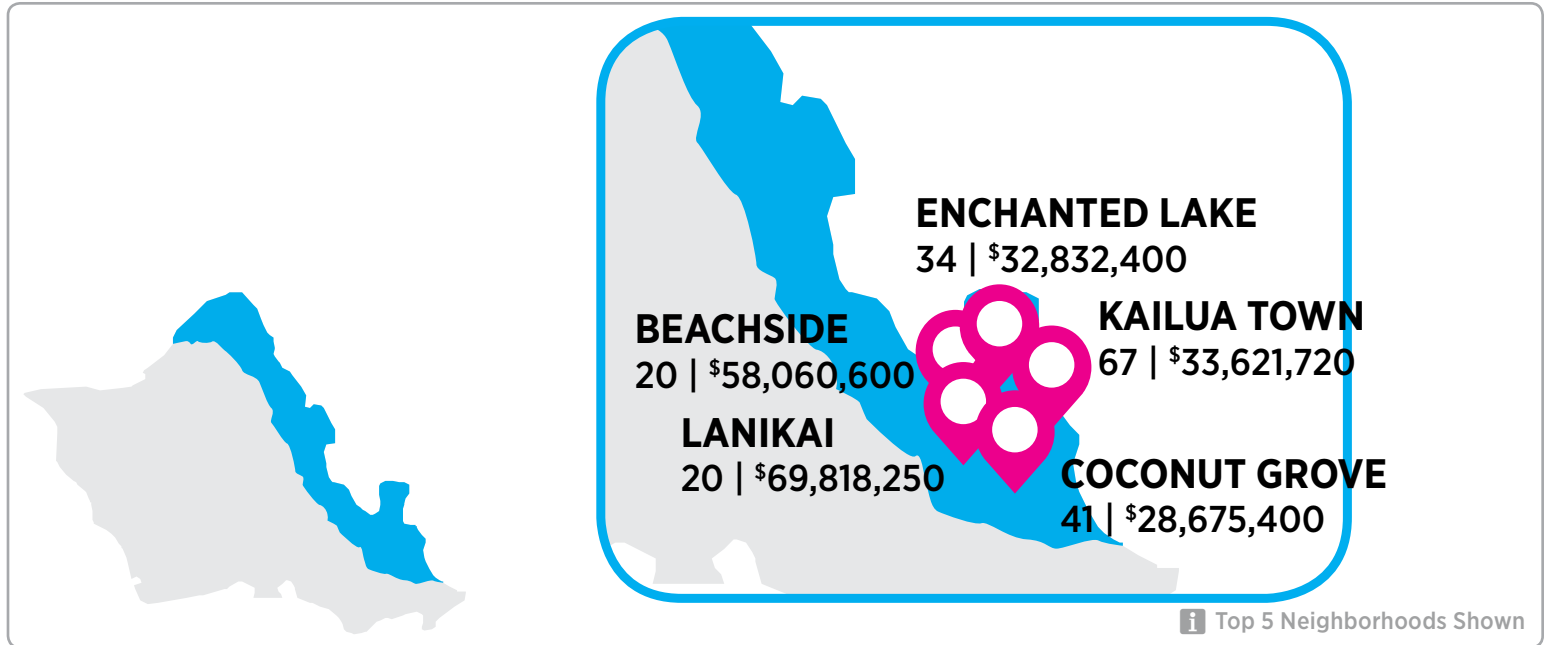 ENCHANTED LAKE
34 | $32,832,400
KAILUA TOWN
67 | $33,621,720
BEACHSIDE
20 | $58,060,600
LANIKAI
20 | $69,818,250
COCONUT GROVE
41 | $28,675,400
i Top 5 Neighborhoods Shown